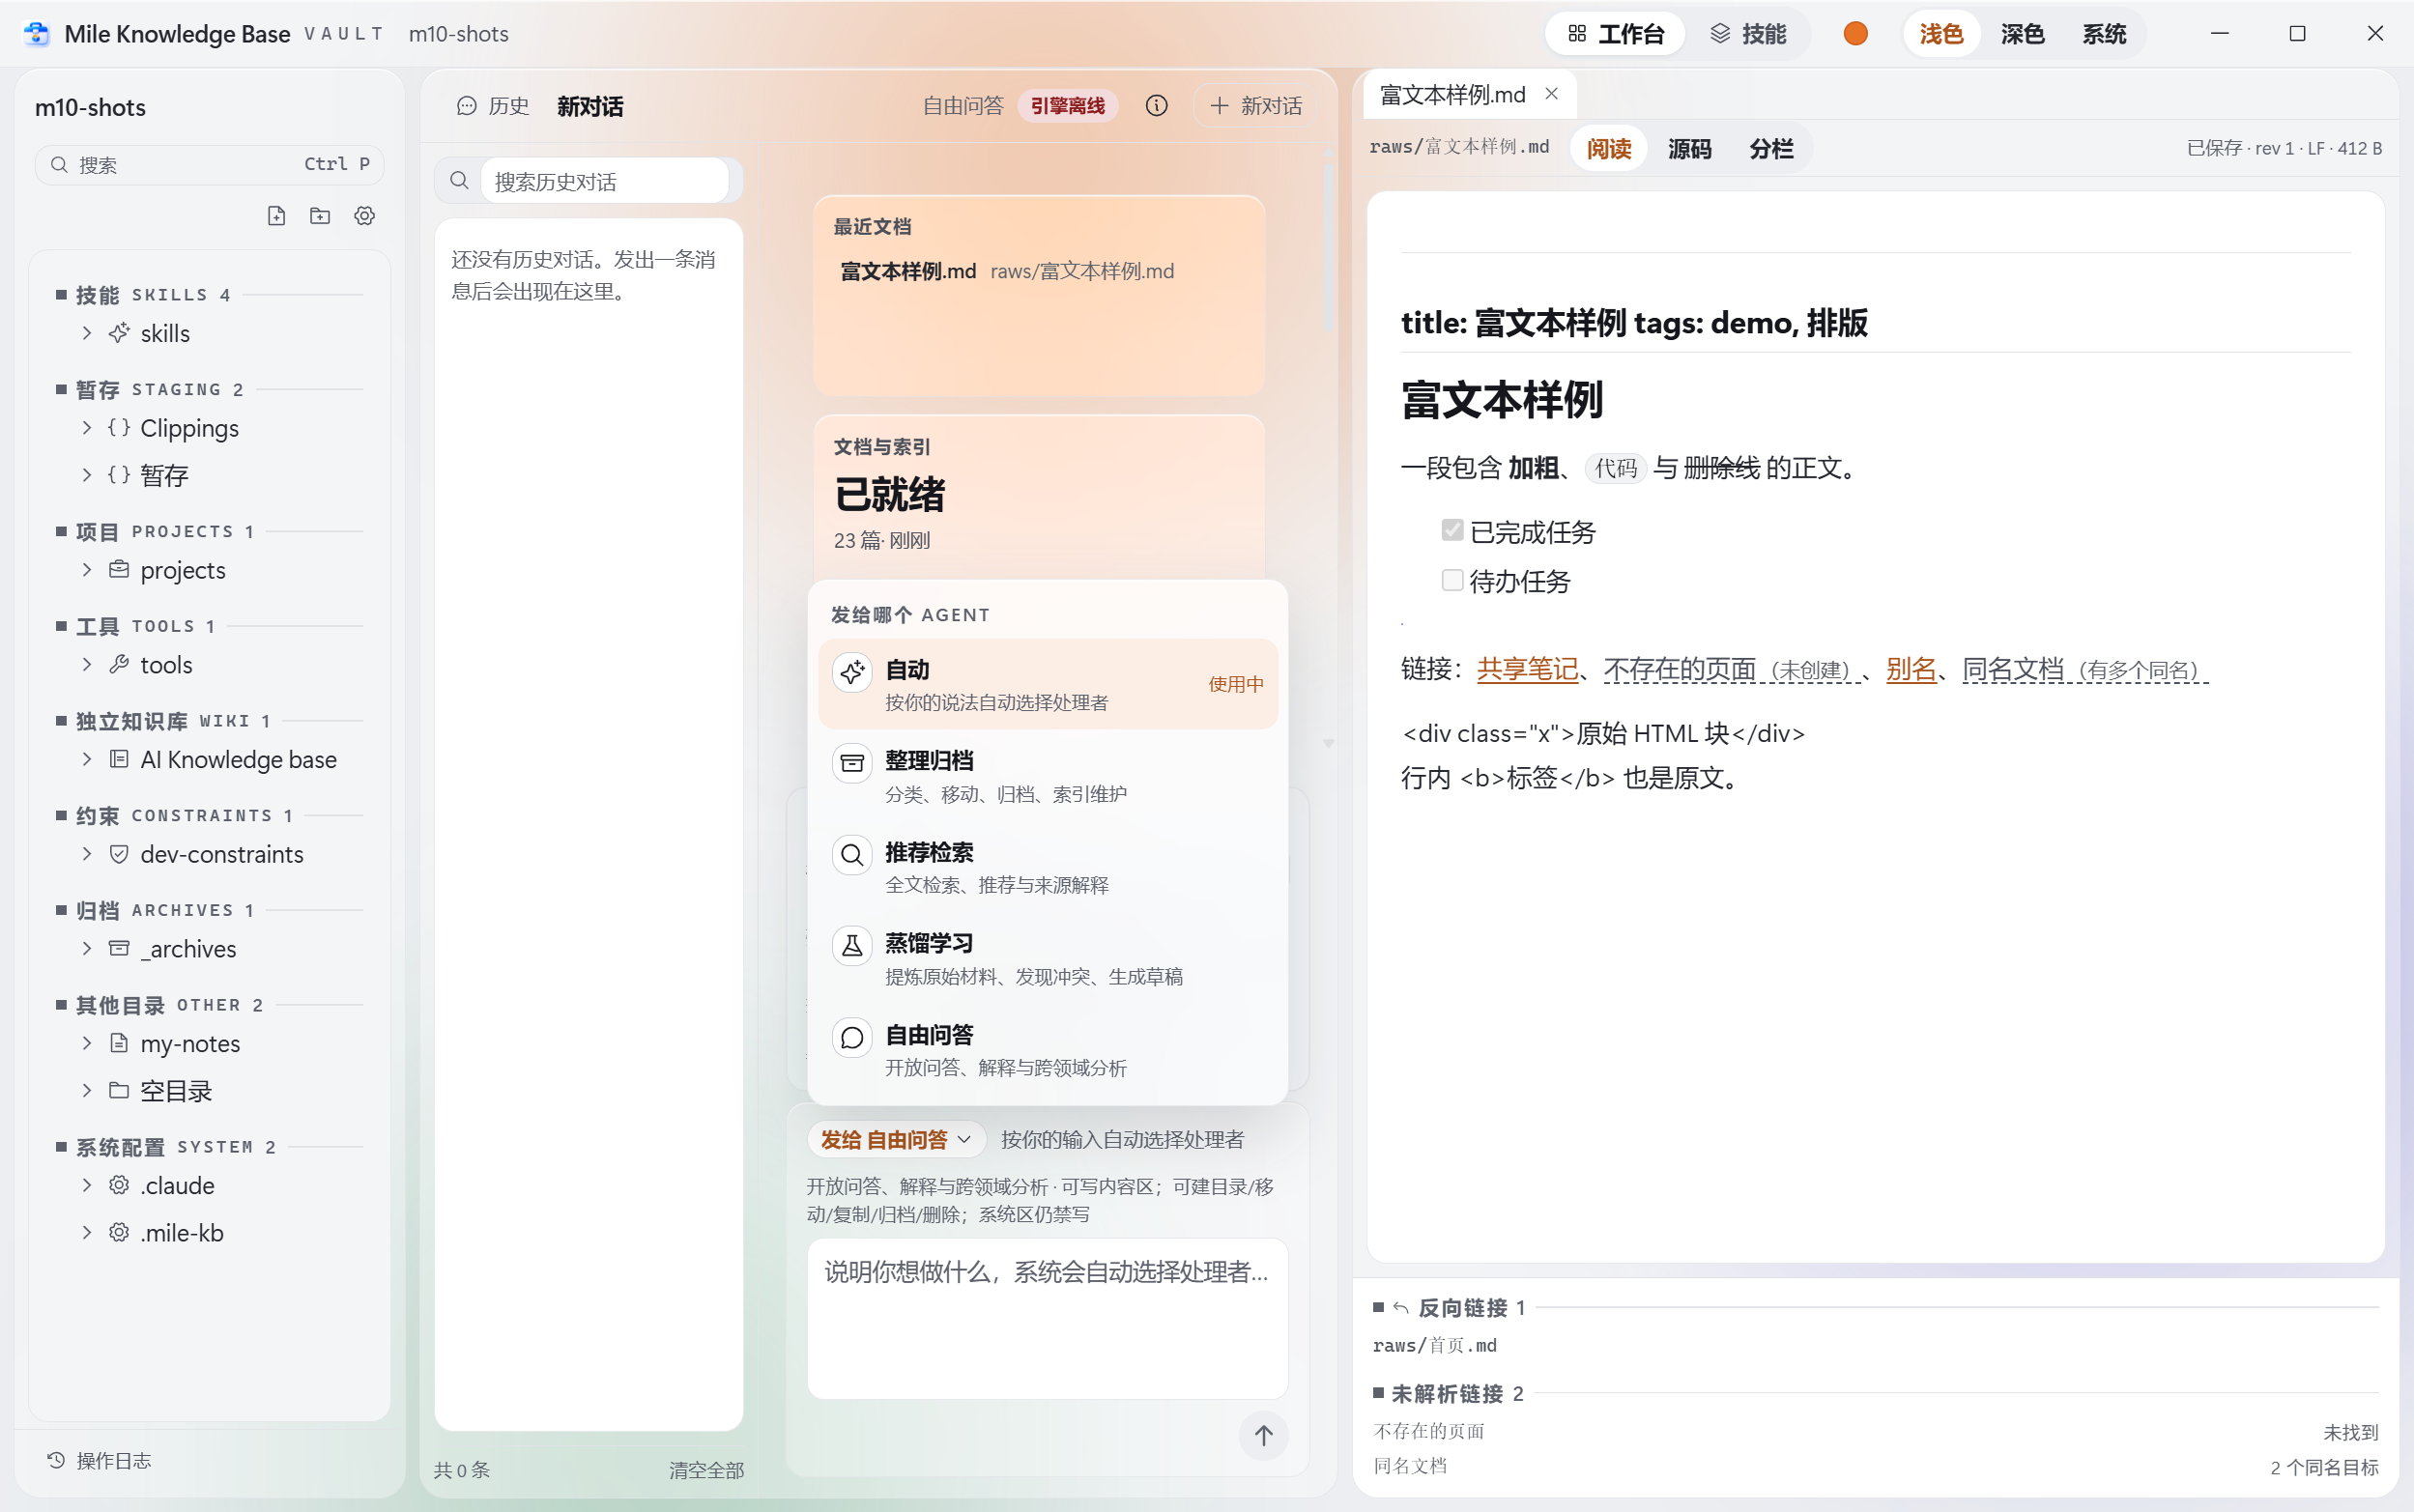 Mile Knowledge Base VAULT m10-shots
工作台 技能 浅色 深色 系统
m10-shots
搜索 Ctrl P
技能 SKILLS 4
skills
暂存 STAGING 2
Clippings
暂存
项目 PROJECTS 1
projects
工具 TOOLS 1
tools
独立知识库 WIKI 1
AI Knowledge base
约束 CONSTRAINTS 1
dev-constraints
归档 ARCHIVES 1
_archives
其他目录 OTHER 2
my-notes
空目录
系统配置 SYSTEM 2
.claude
.mile-kb
操作日志
历史 新对话 自由问答 引擎离线 新对话
搜索历史对话
还没有历史对话。发出一条消
息后会出现在这里。
共 0 条 清空全部
最近文档
富文本样例.md raws/富文本样例.md
文档与索引
已就绪
23 篇· 刚刚
发给哪个 AGENT
自动
按你的说法自动选择处理者
使用中
整理归档
分类、移动、归档、索引维护
推荐检索
全文检索、推荐与来源解释
蒸馏学习
提炼原始材料、发现冲突、生成草稿
自由问答
开放问答、解释与跨领域分析
发给 自由问答 按你的输入自动选择处理者
开放问答、解释与跨领域分析 · 可写内容区；可建目录/移
动/复制/归档/删除；系统区仍禁写
说明你想做什么，系统会自动选择处理者...
富文本样例.md
raws/富文本样例.md 阅读 源码 分栏 已保存 · rev 1 · LF · 412 B
title: 富文本样例 tags: demo, 排版
富文本样例
一段包含 加粗、 代码 与 删除线 的正文。
已完成任务
待办任务
链接：共享笔记、不存在的页面（未创建）、别名、同名文档（有多个同名）
<div class="x">原始 HTML 块</div>
行内 <b>标签</b> 也是原文。
反向链接 1
raws/首页.md
未解析链接 2
不存在的页面 未找到
同名文档 2 个同名目标